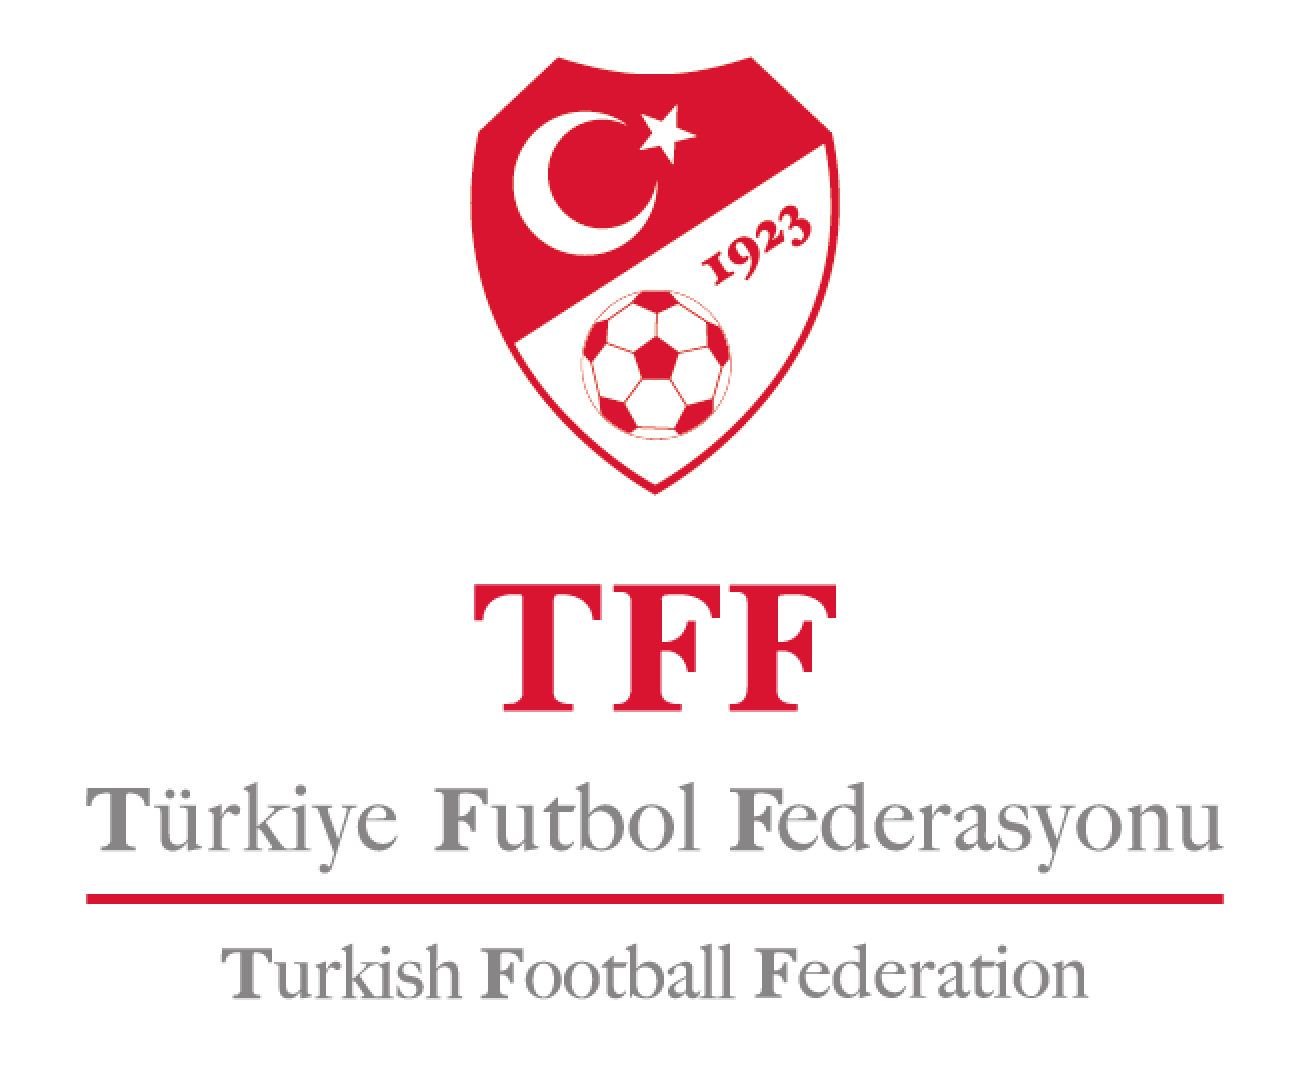 1923
TFF
Türkiye Futbol Federasyonu
Turkish Football Federation